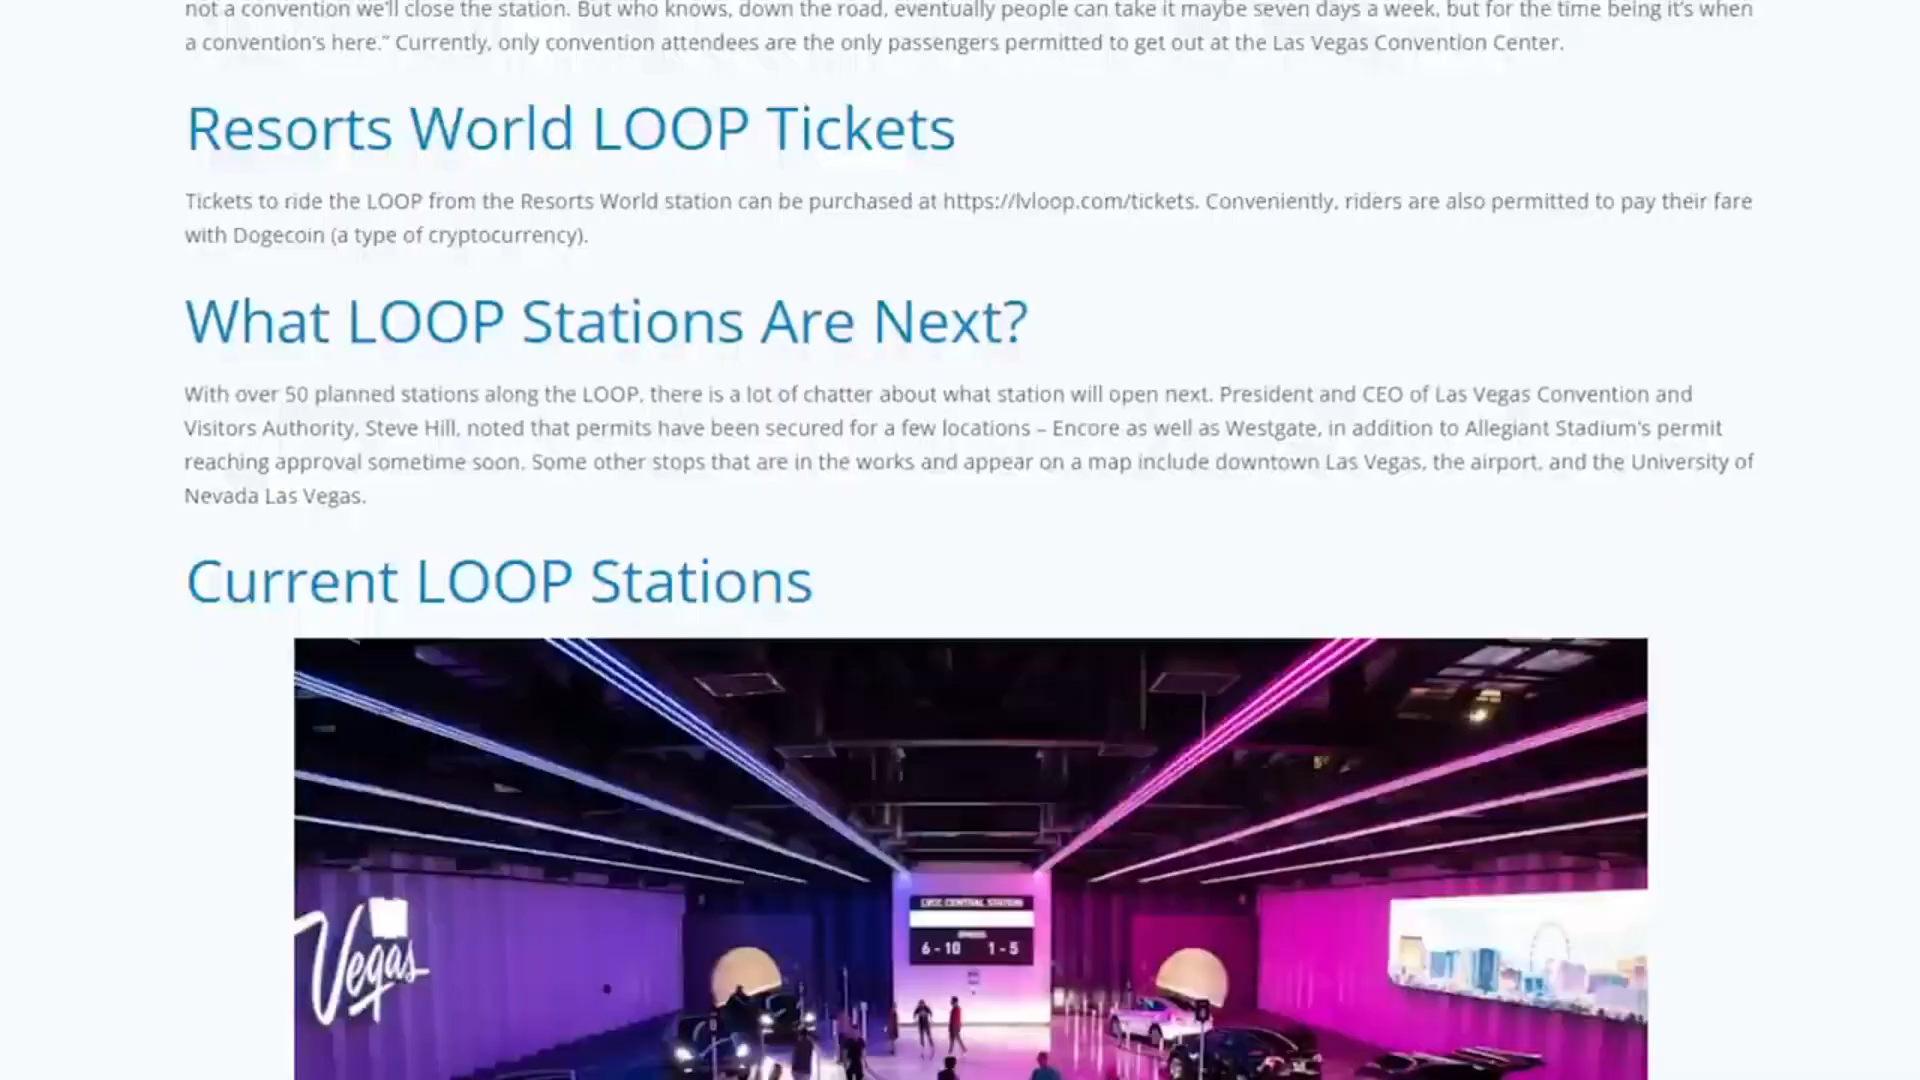 not a convention we'll close the station. But who knows, down the road, eventually people can take it maybe seven days a week, but for the time being it's when
a convention's here." Currently, only convention attendees are the only passengers permitted to get out at the Las Vegas Convention Center.
Resorts World LOOP Tickets
Tickets to ride the LOOP from the Resorts World station can be purchased at https://lvloop.com/tickets. Conveniently, riders are also permitted to pay their fare
with Dogecoin (a type of cryptocurrency).
What LOOP Stations Are Next?
With over 50 planned stations along the LOOP, there is a lot of chatter about what station will open next. President and CEO of Las Vegas Convention and
Visitors Authority, Steve Hill, noted that permits have been secured for a few locations – Encore as well as Westgate, in addition to Allegiant Stadium's permit
reaching approval sometime soon. Some other stops that are in the works and appear on a map include downtown Las Vegas, the airport, and the University of
Nevada Las Vegas.
Current LOOP Stations
LVCC CENTRAL STATION
6 - 10 1 - 5
Vegas